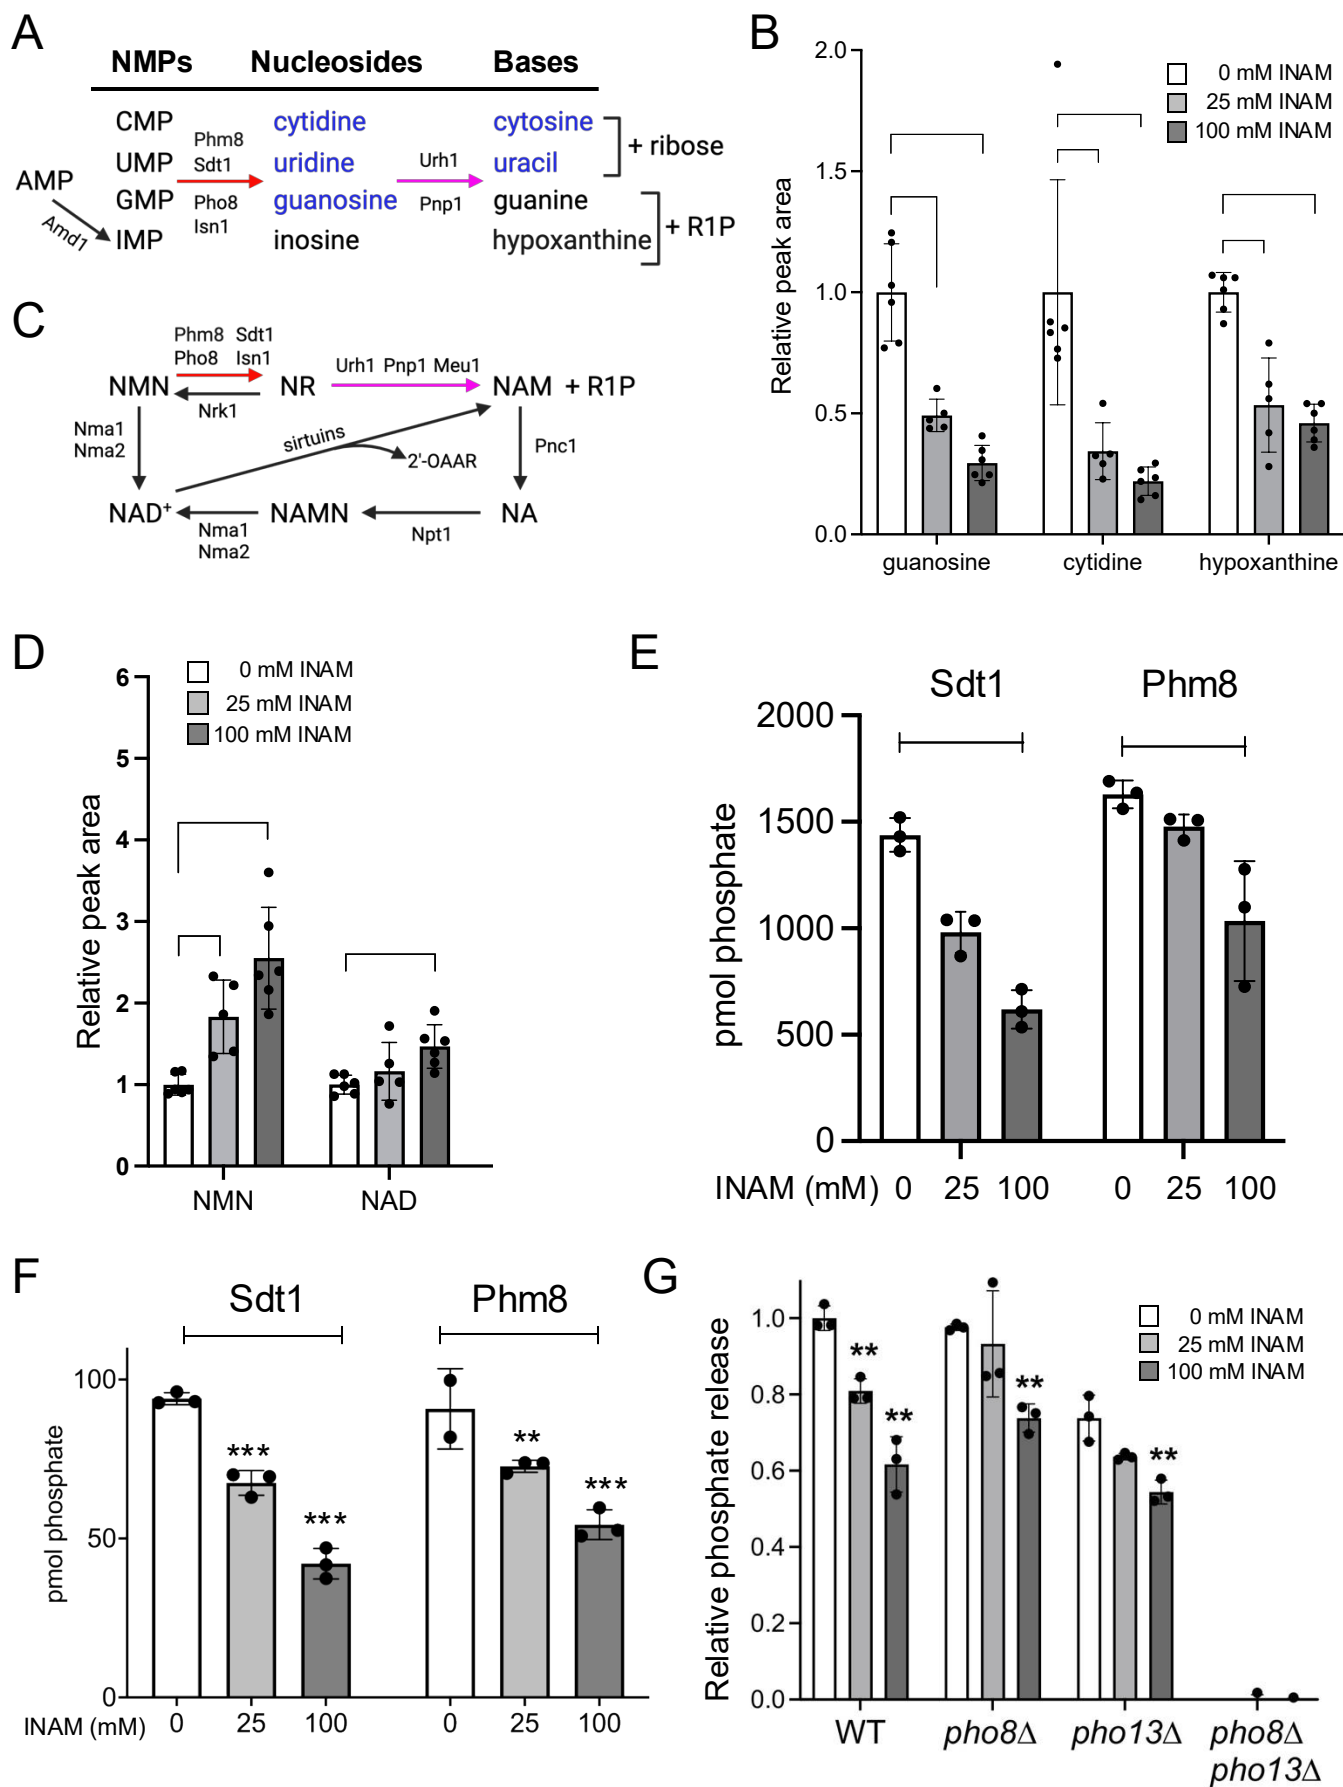 A
NMPs Nucleosides Bases
CMP cytidine cytosine
UMP uridine uracil
GMP guanosine guanine
IMP inosine hypoxanthine
AMP
Amd1
Phm8
Sdt1
Pho8
Isn1
Urh1
Pnp1
+ ribose
+ R1P
B
Relative peak area
2.0
1.5
1.0
0.5
0.0
0 mM INAM
25 mM INAM
100 mM INAM
guanosine cytidine hypoxanthine
C
Phm8 Sdt1
Pho8 Isn1
Urh1 Pnp1 Meu1
NMN NR NAM + R1P
Nrk1
Nma1
Nma2
sirtuins
2'-OAAR
Pnc1
NAD+ NAMN NA
Nma1
Nma2
Npt1
D
Relative peak area
6
5
4
3
2
1
0
0 mM INAM
25 mM INAM
100 mM INAM
NMN NAD
E
Sdt1 Phm8
pmol phosphate
2000
1500
1000
500
0
INAM (mM) 0 25 100 0 25 100
F
Sdt1 Phm8
pmol phosphate
100
50
0
*** *** ** ***
INAM (mM) 0 25 100 0 25 100
G
Relative phosphate release
1.0
0.8
0.6
0.4
0.2
0.0
0 mM INAM
25 mM INAM
100 mM INAM
** ** ** **
WT pho8Δ pho13Δ pho8Δ
pho13Δ